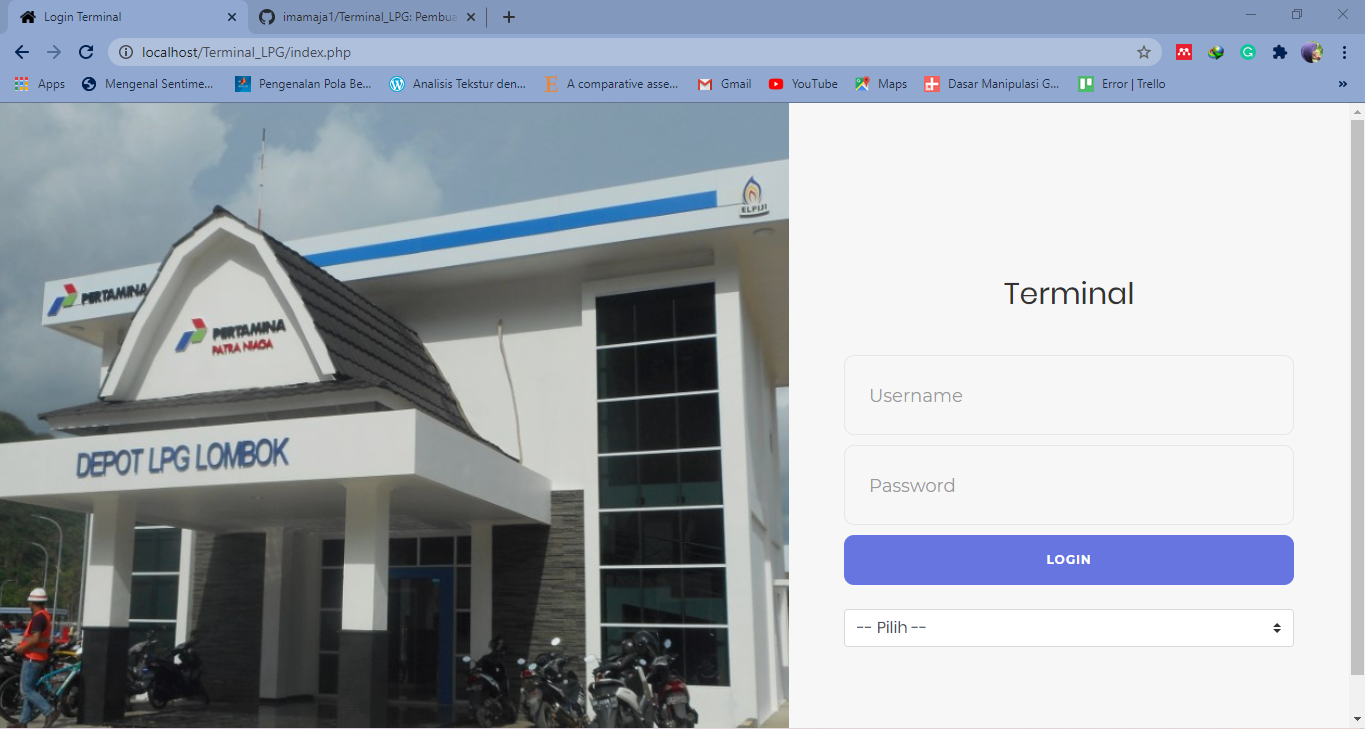 Login Terminal
imamaja1/Terminal_LPG: Pembua
localhost/Terminal_LPG/index.php
Apps
Mengenal Sentime...
Pengenalan Pola Be...
Analisis Tekstur den...
A comparative asse...
Gmail
YouTube
Maps
Dasar Manipulasi G...
Error | Trello
»
ELPIJI
PERTAMINA
PERTAMINA
PATRA NIAGA
DEPOT LPG LOMBOK
Terminal
Username
Password
LOGIN
-- Pilih --